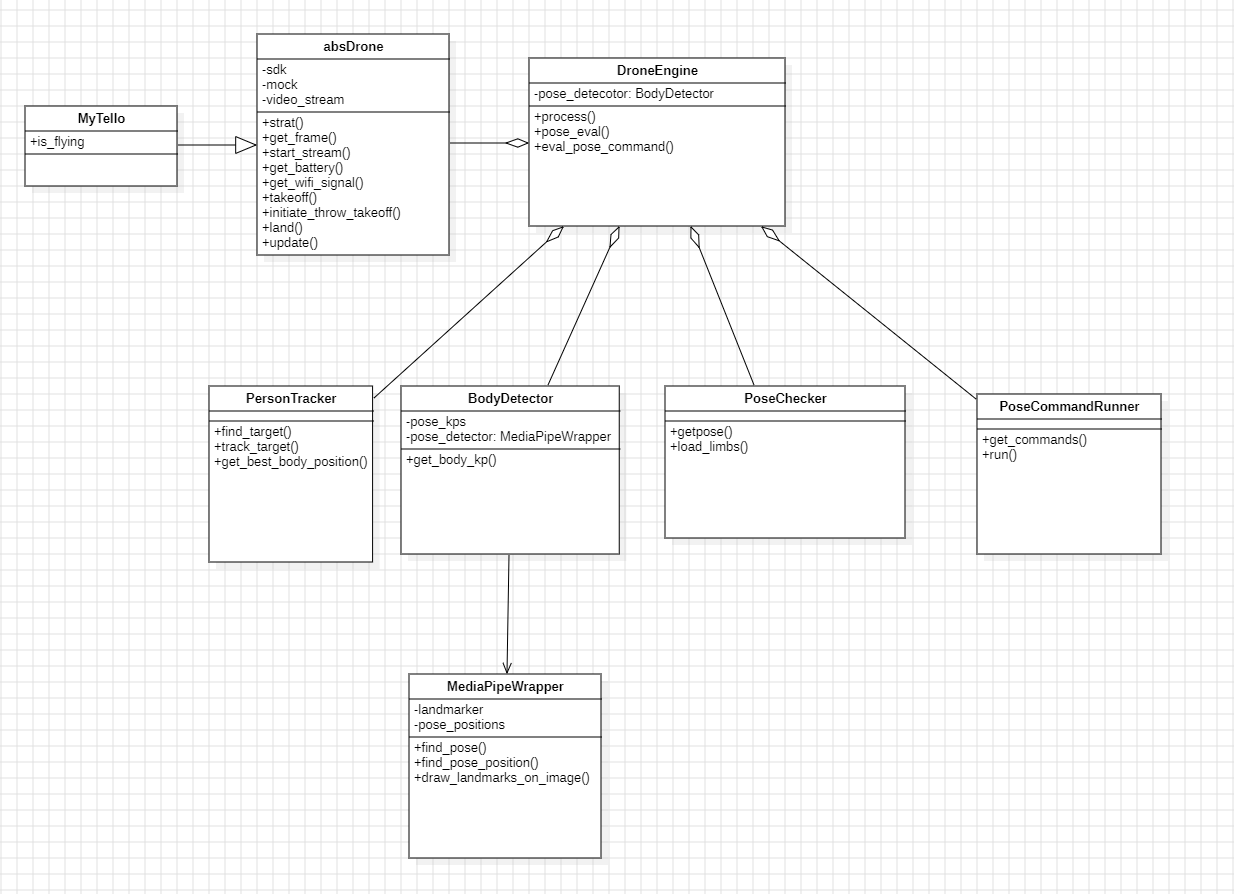 absDrone
-sdk
-mock
-video_stream
+strat()
+get_frame()
+start_stream()
+get_battery()
+get_wifi_signal()
+takeoff()
+initiate_throw_takeoff()
+land()
+update()
DroneEngine
-pose_detecotor: BodyDetector
+process()
+pose_eval()
+eval_pose_command()
MyTello
+is_flying
PersonTracker
+find_target()
+track_target()
+get_best_body_position()
BodyDetector
-pose_kps
-pose_detector: MediaPipeWrapper
+get_body_kp()
PoseChecker
+getpose()
+load_limbs()
PoseCommandRunner
+get_commands()
+run()
MediaPipeWrapper
-landmarker
-pose_positions
+find_pose()
+find_pose_position()
+draw_landmarks_on_image()